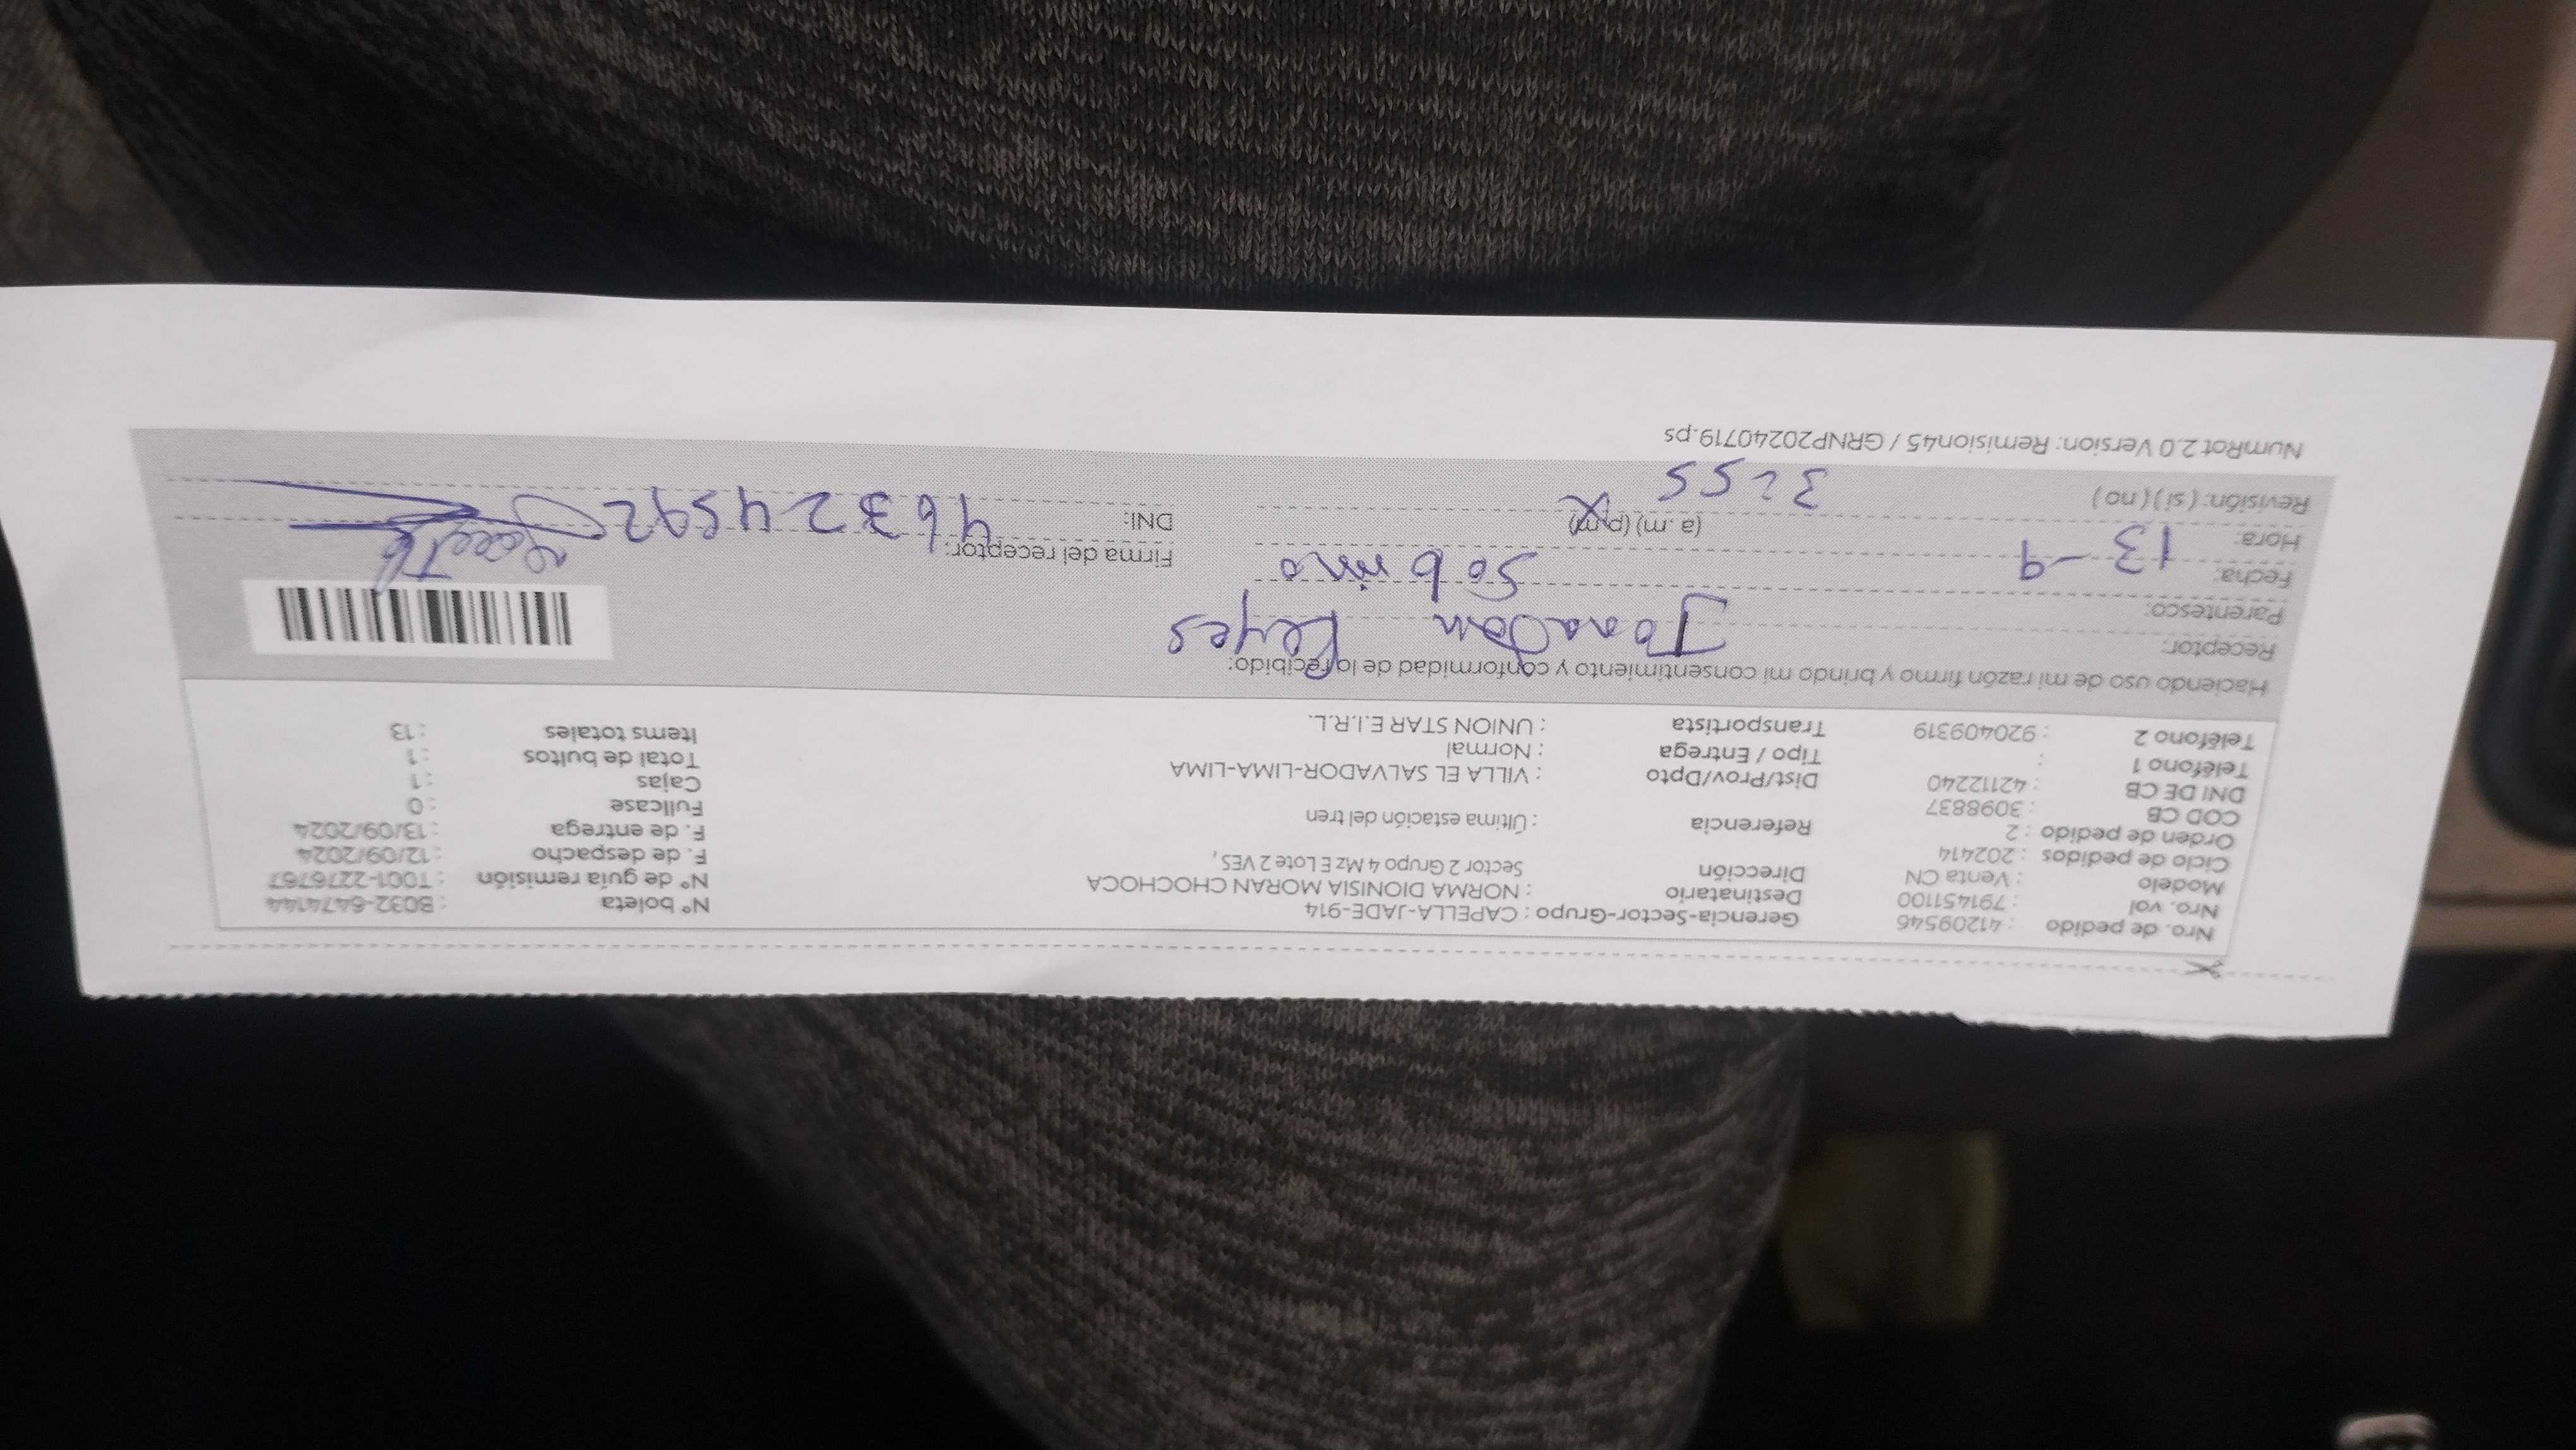 Nro. de pedido : 41209546 Gerencia-Sector-Grupo : CAPELLA-JADE-914 N° boleta : B032-6474144
Nro. vol : 791451100 Destinatario : NORMA DIONISIA MORAN CHOCHOCA N° de guía remisión : T001-2276767
Modelo : Venta CN Dirección Sector 2 Grupo 4 Mz E Lote 2 VES, F. de despacho : 12/09/2024
Ciclo de pedidos : 202414 F. de entrega : 13/09/2024
Orden de pedido : 2 Referencia : Última estación del tren Fullcase : 0
COD CB : 3098837 Cajas : 1
DNI DE CB : 42112240 Dist/Prov/Dpto : VILLA EL SALVADOR-LIMA-LIMA Total de bultos : 1
Teléfono 1 : Tipo / Entrega : Normal Items totales : 13
Teléfono 2 : 920409319 Transportista : UNION STAR E.I.R.L.
Haciendo uso de mi razón firmo y brindo mi consentimiento y conformidad de lo recibido:
Receptor: Reyes
Parentesco: Sobrino
Fecha: 13-9 Firma del receptor:
Hora: (a.m) (p.m) DNI: 46324592
Revisión: (si) (no) 3:55
NumRot 2.0 Version: Remision45 / GRNP20240719.ps